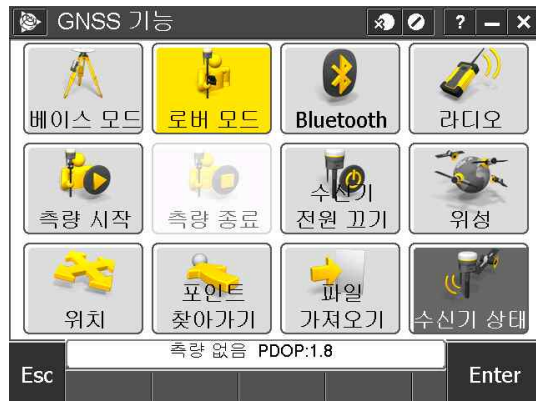 GNSS 기능
? – ×
베이스 모드
로버 모드
Bluetooth
라디오
측량 시작
측량 종료
수신기
전원 끄기
위성
위치
포인트
찾아가기
파일
가져오기
수신기 상태
측량 없음 PDOP:1.8
Esc
Enter